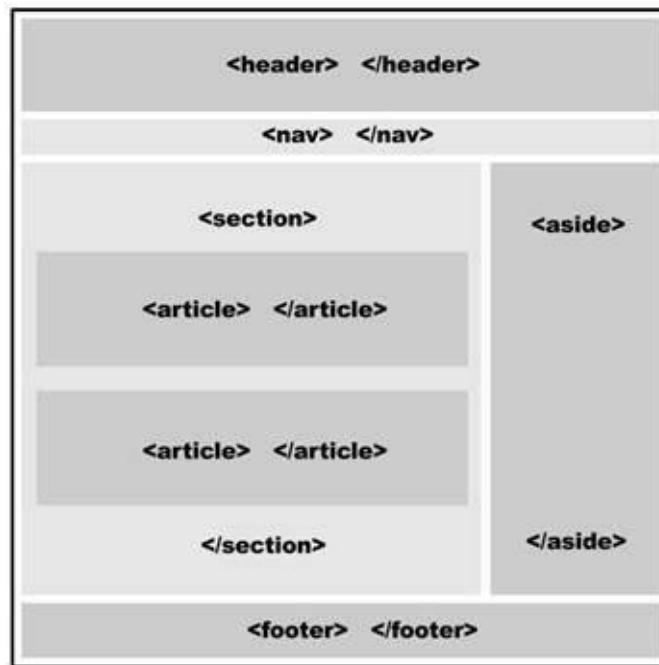 <header> </header>
<nav> </nav>
<section>
<article> </article>
<article> </article>
</section>
<aside>
</aside>
<footer> </footer>